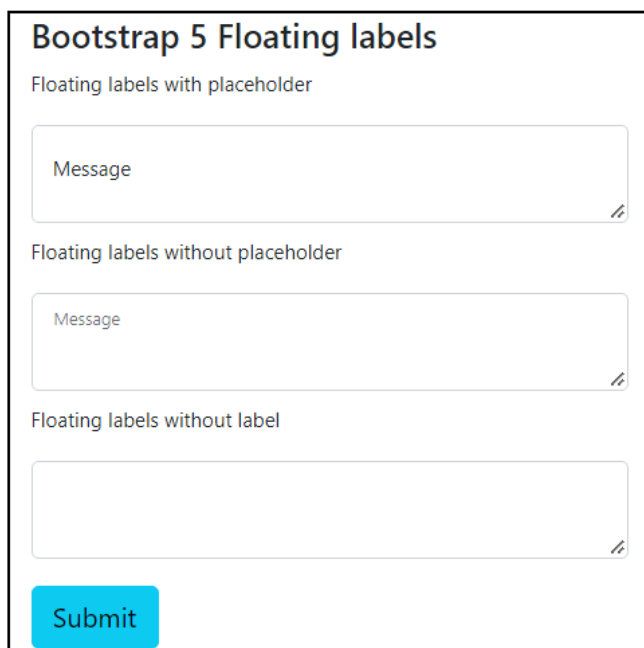 Bootstrap 5 Floating labels
Floating labels with placeholder
Message
Floating labels without placeholder
Message
Floating labels without label
Submit